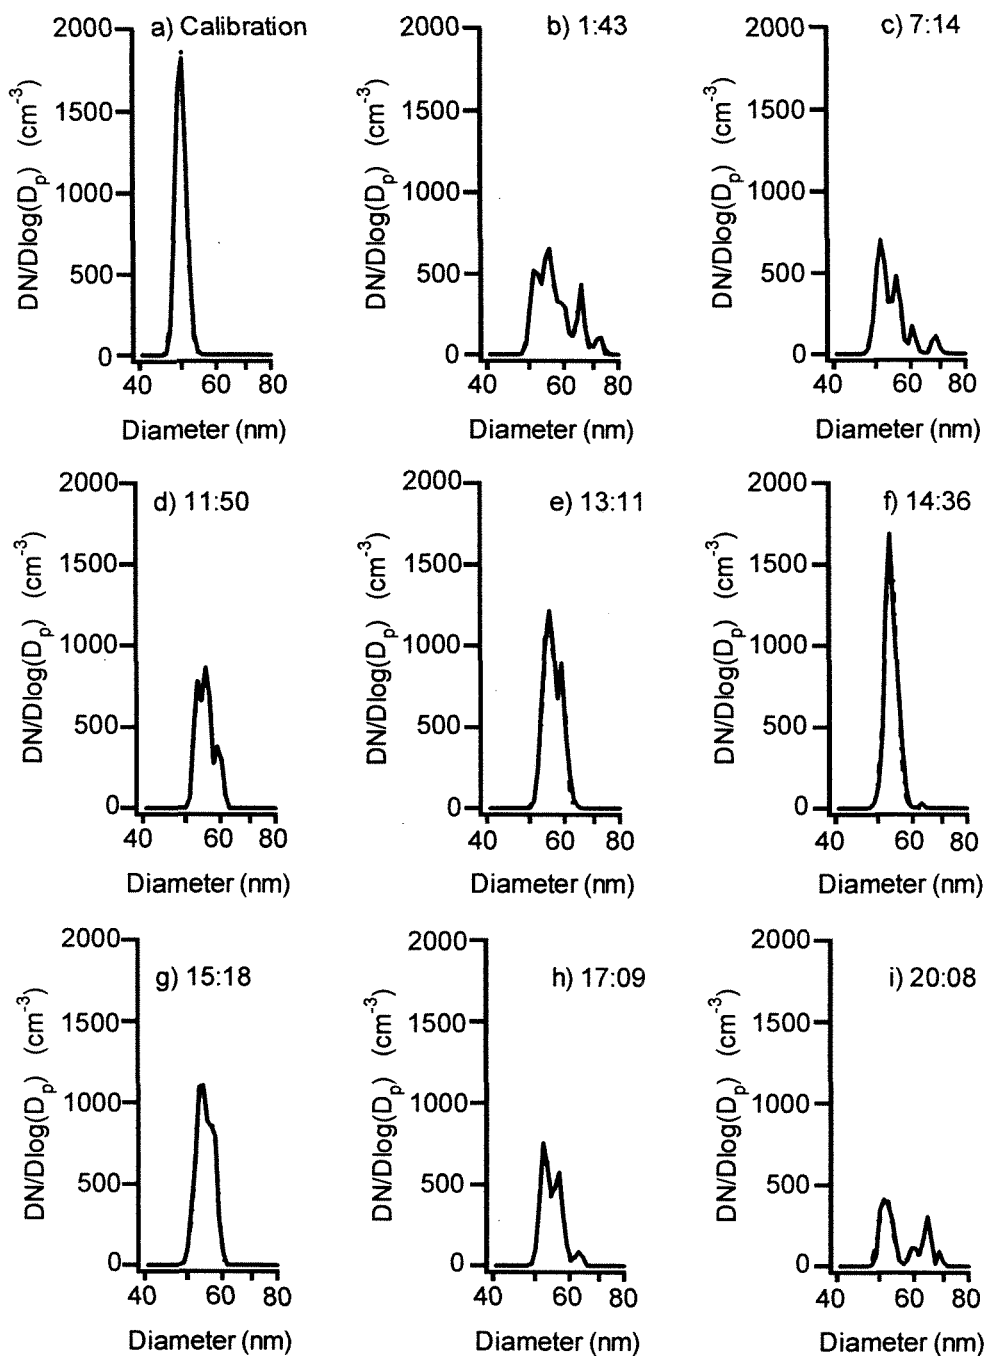 a) Calibration
2000
1500
1000
500
0
DN/Dlog(Dp) (cm-3)
40 60 80
Diameter (nm)
b) 1:43
2000
1500
1000
500
0
DN/Dlog(Dp) (cm-3)
40 60 80
Diameter (nm)
c) 7:14
2000
1500
1000
500
0
DN/Dlog(Dp) (cm-3)
40 60 80
Diameter (nm)
d) 11:50
2000
1500
1000
500
0
DN/Dlog(Dp) (cm-3)
40 60 80
Diameter (nm)
e) 13:11
2000
1500
1000
500
0
DN/Dlog(Dp) (cm-3)
40 60 80
Diameter (nm)
f) 14:36
2000
1500
1000
500
0
DN/Dlog(Dp) (cm-3)
40 60 80
Diameter (nm)
g) 15:18
2000
1500
1000
500
0
DN/Dlog(Dp) (cm-3)
40 60 80
Diameter (nm)
h) 17:09
2000
1500
1000
500
0
DN/Dlog(Dp) (cm-3)
40 60 80
Diameter (nm)
i) 20:08
2000
1500
1000
500
0
DN/Dlog(Dp) (cm-3)
40 60 80
Diameter (nm)